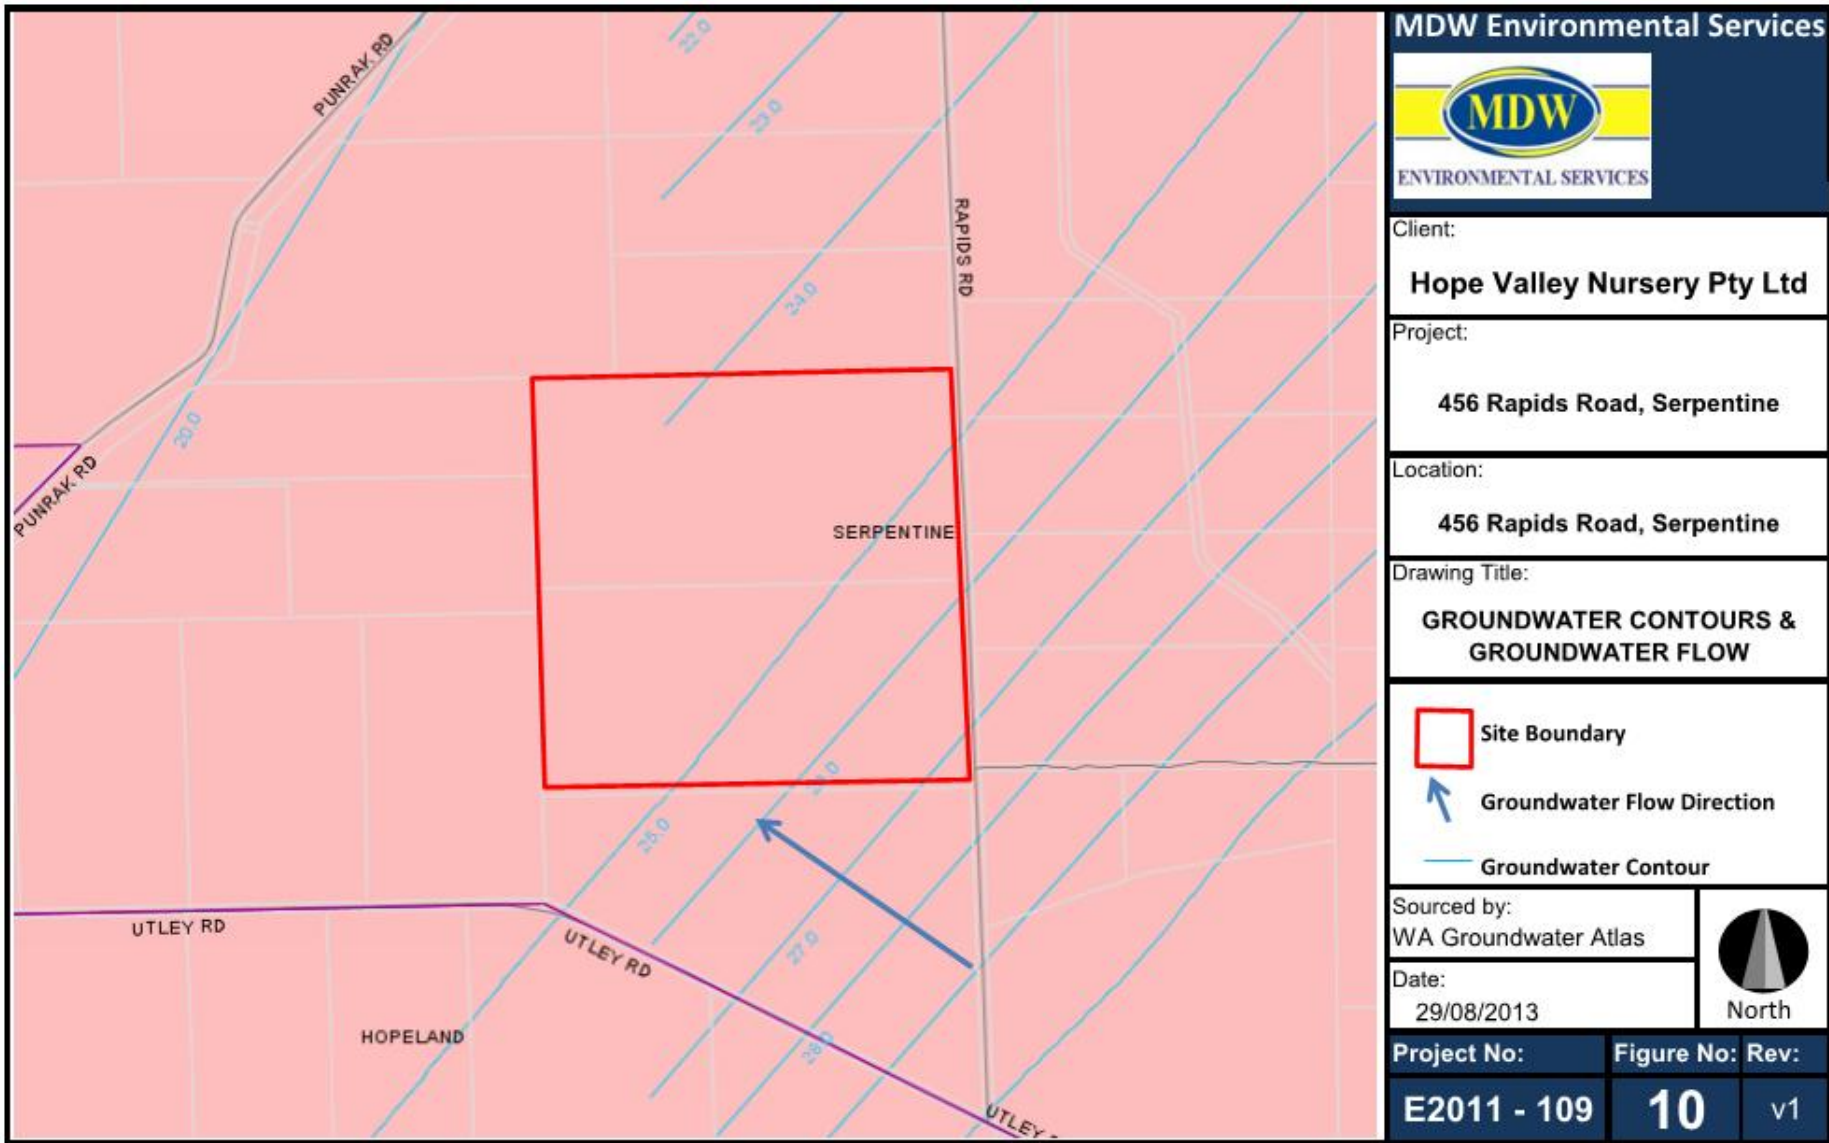 PUNRAK RD
22.0
23.0
RAPIDS RD
24.0
20.0
PUNRAK RD
SERPENTINE
25.0
UTLEY RD
UTLEY RD
27.0
HOPELAND
28.0
MDW Environmental Services
MDW
ENVIRONMENTAL SERVICES
Client:
Hope Valley Nursery Pty Ltd
Project:
456 Rapids Road, Serpentine
Location:
456 Rapids Road, Serpentine
Drawing Title:
GROUNDWATER CONTOURS &
GROUNDWATER FLOW
Site Boundary
Groundwater Flow Direction
Groundwater Contour
Sourced by:
WA Groundwater Atlas
Date:
29/08/2013
North
Project No:
Figure No:
Rev:
E2011 - 109
10
v1